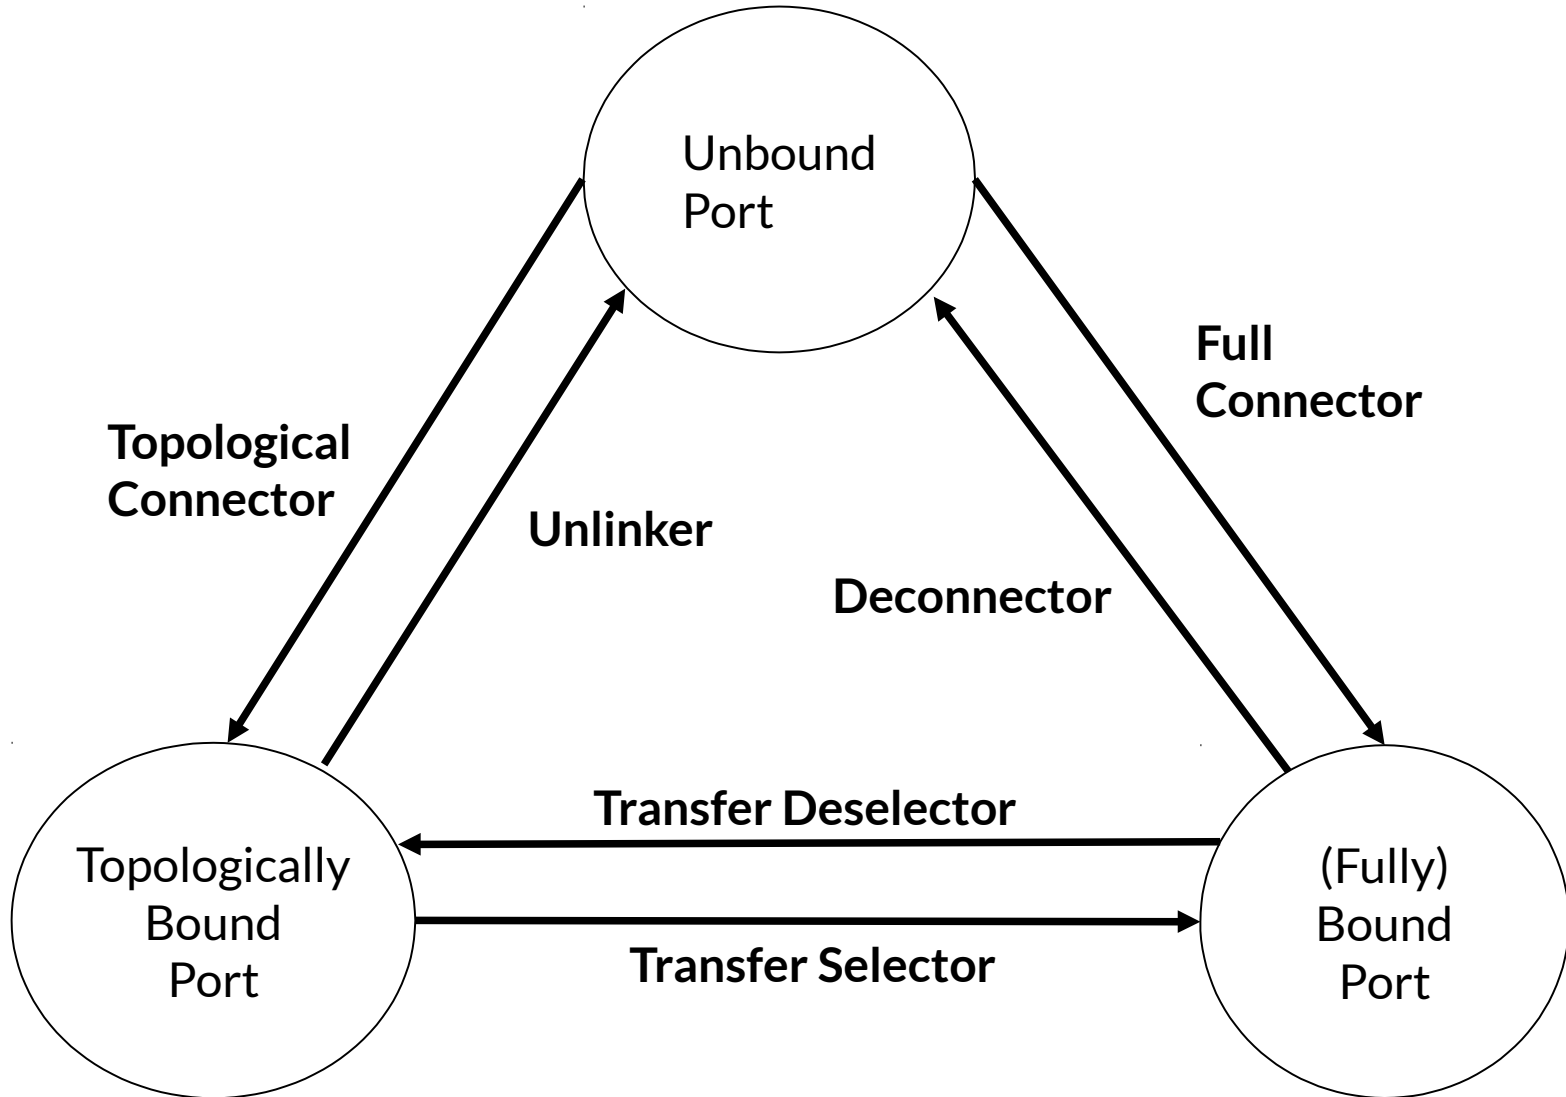 Unbound
Port
Full
Connector
Topological
Connector
Unlinker
Deconnector
Transfer Deselector
Topologically
Bound
Port
(Fully)
Bound
Port
Transfer Selector